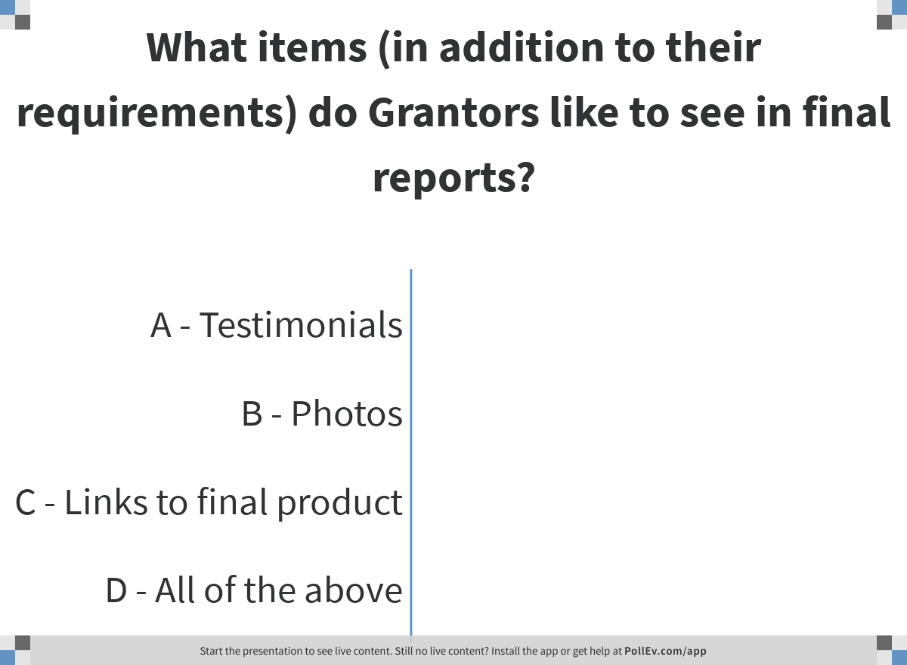 What items (in addition to their
requirements) do Grantors like to see in final
reports?
A - Testimonials
B - Photos
C - Links to final product
D - All of the above
Start the presentation to see live content. Still no live content? Install the app or get help at PollEv.com/app